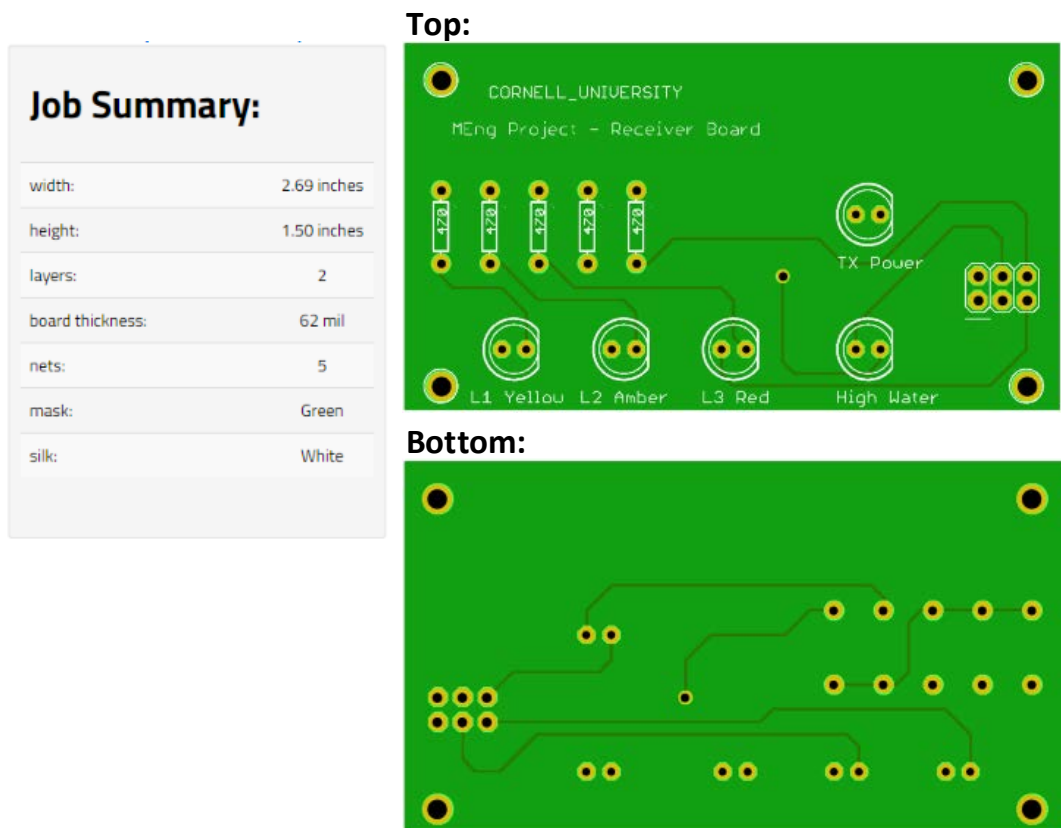 Job Summary:
width: 2.69 inches
height: 1.50 inches
layers: 2
board thickness: 62 mil
nets: 5
mask: Green
silk: White
Top:
CORNELL_UNIVERSITY
MEng Project - Receiver Board
470 470 470 470 470
TX Power
L1 Yellow L2 Amber L3 Red High Water
Bottom: